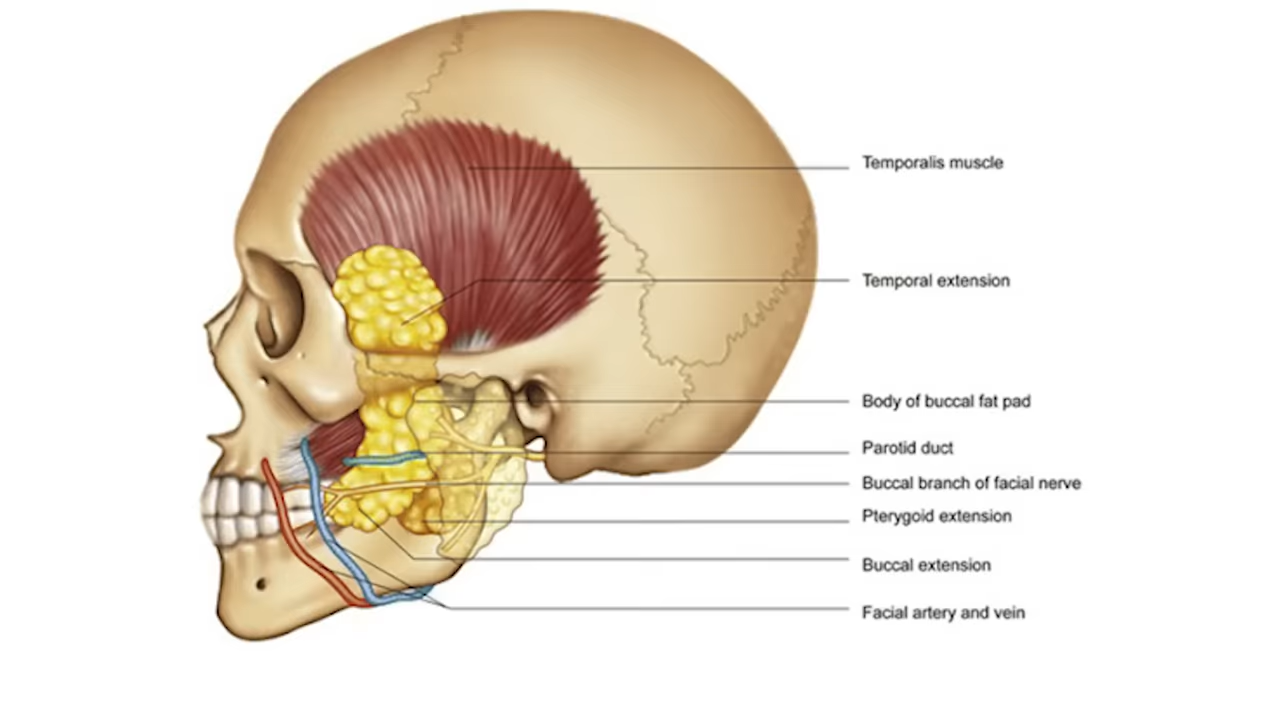 Temporalis muscle
Temporal extension
Body of buccal fat pad
Parotid duct
Buccal branch of facial nerve
Pterygoid extension
Buccal extension
Facial artery and vein